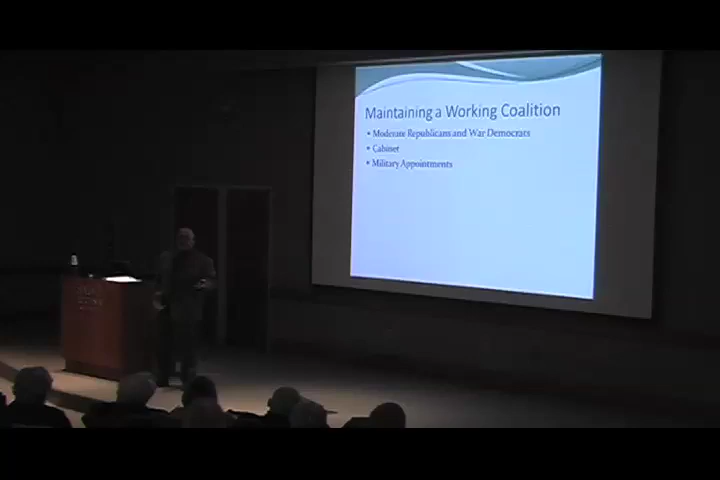 Maintaining a Working Coalition
• Moderate Republicans and War Democrats
• Cabinet
• Military Appointments